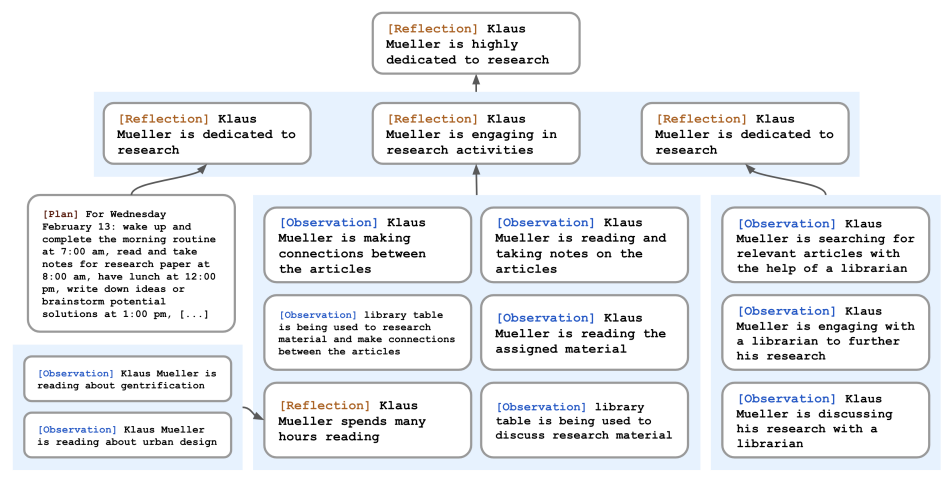 [Reflection] Klaus
Mueller is highly
dedicated to research
[Reflection] Klaus
Mueller is dedicated to
research
[Reflection] Klaus
Mueller is engaging in
research activities
[Reflection] Klaus
Mueller is dedicated to
research
[Plan] For Wednesday
February 13: wake up and
complete the morning routine
at 7:00 am, read and take
notes for research paper at
8:00 am, have lunch at 12:00
pm, write down ideas or
brainstorm potential
solutions at 1:00 pm, [...]
[Observation] Klaus Mueller is
reading about gentrification
[Observation] Klaus Mueller
is reading about urban design
[Observation] Klaus
Mueller is making
connections between
the articles
[Observation] Klaus
Mueller is reading and
taking notes on the
articles
[Observation] library table
is being used to research
material and make connections
between the articles
[Observation] Klaus
Mueller is reading the
assigned material
[Reflection] Klaus
Mueller spends many
hours reading
[Observation] library
table is being used to
discuss research material
[Observation] Klaus
Mueller is searching for
relevant articles with
the help of a librarian
[Observation] Klaus
Mueller is engaging with
a librarian to further
his research
[Observation] Klaus
Mueller is discussing
his research with a
librarian